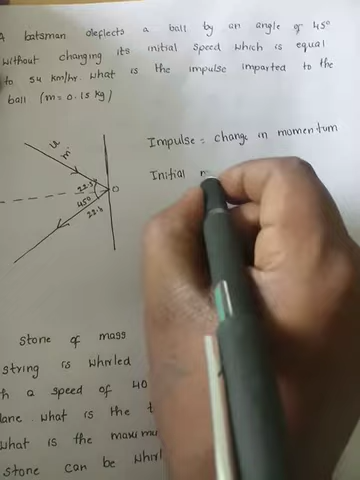 A batsman deflects a ball by an angle of 45°
without changing its initial speed which is equal
to 54 km/hr. what is the impulse imparted to the
ball (m = 0.15 kg)
Impulse = change in momentum
Initial m
u
m
22.5
O
450
22.5
stone of mass
string is whirled
a speed of 40
what is the
what is the
stone can be